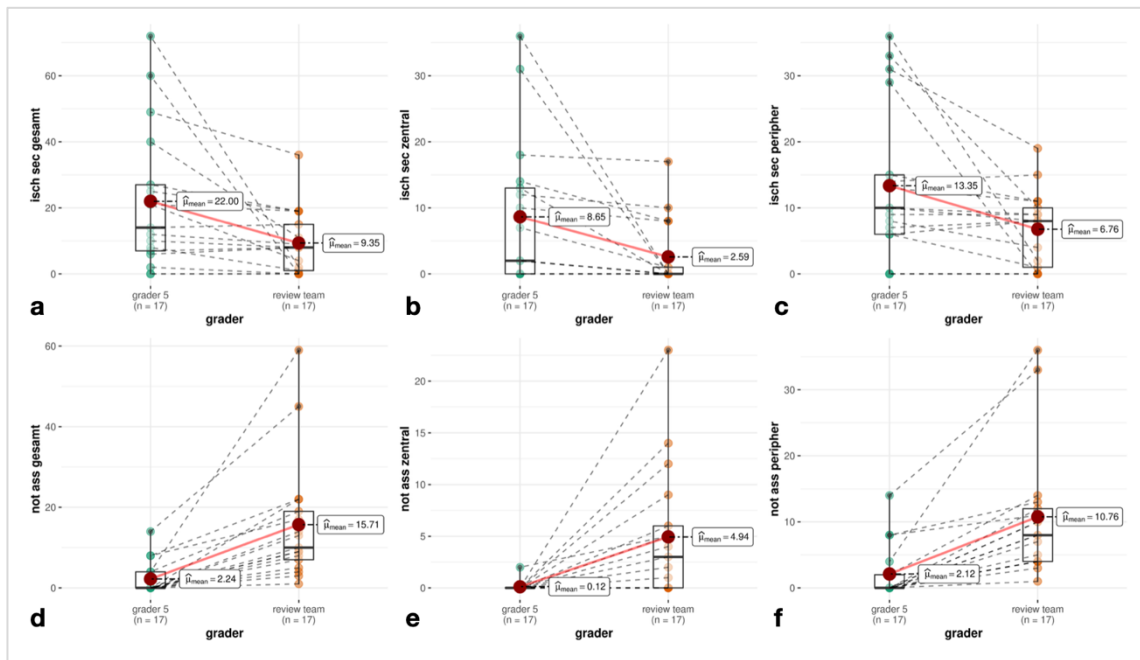 isch sec gesamt
60
40
20
0
μ̂mean = 22.00
μ̂mean = 9.35
grader 5
(n = 17)
review team
(n = 17)
grader
a
isch sec zentral
30
20
10
0
μ̂mean = 8.65
μ̂mean = 2.59
grader 5
(n = 17)
review team
(n = 17)
grader
b
isch sec peripher
30
20
10
0
μ̂mean = 13.35
μ̂mean = 6.76
grader 5
(n = 17)
review team
(n = 17)
grader
c
not ass gesamt
60
40
20
0
μ̂mean = 2.24
μ̂mean = 15.71
grader 5
(n = 17)
review team
(n = 17)
grader
d
not ass zentral
20
15
10
5
0
μ̂mean = 0.12
μ̂mean = 4.94
grader 5
(n = 17)
review team
(n = 17)
grader
e
not ass peripher
30
20
10
0
μ̂mean = 2.12
μ̂mean = 10.76
grader 5
(n = 17)
review team
(n = 17)
grader
f